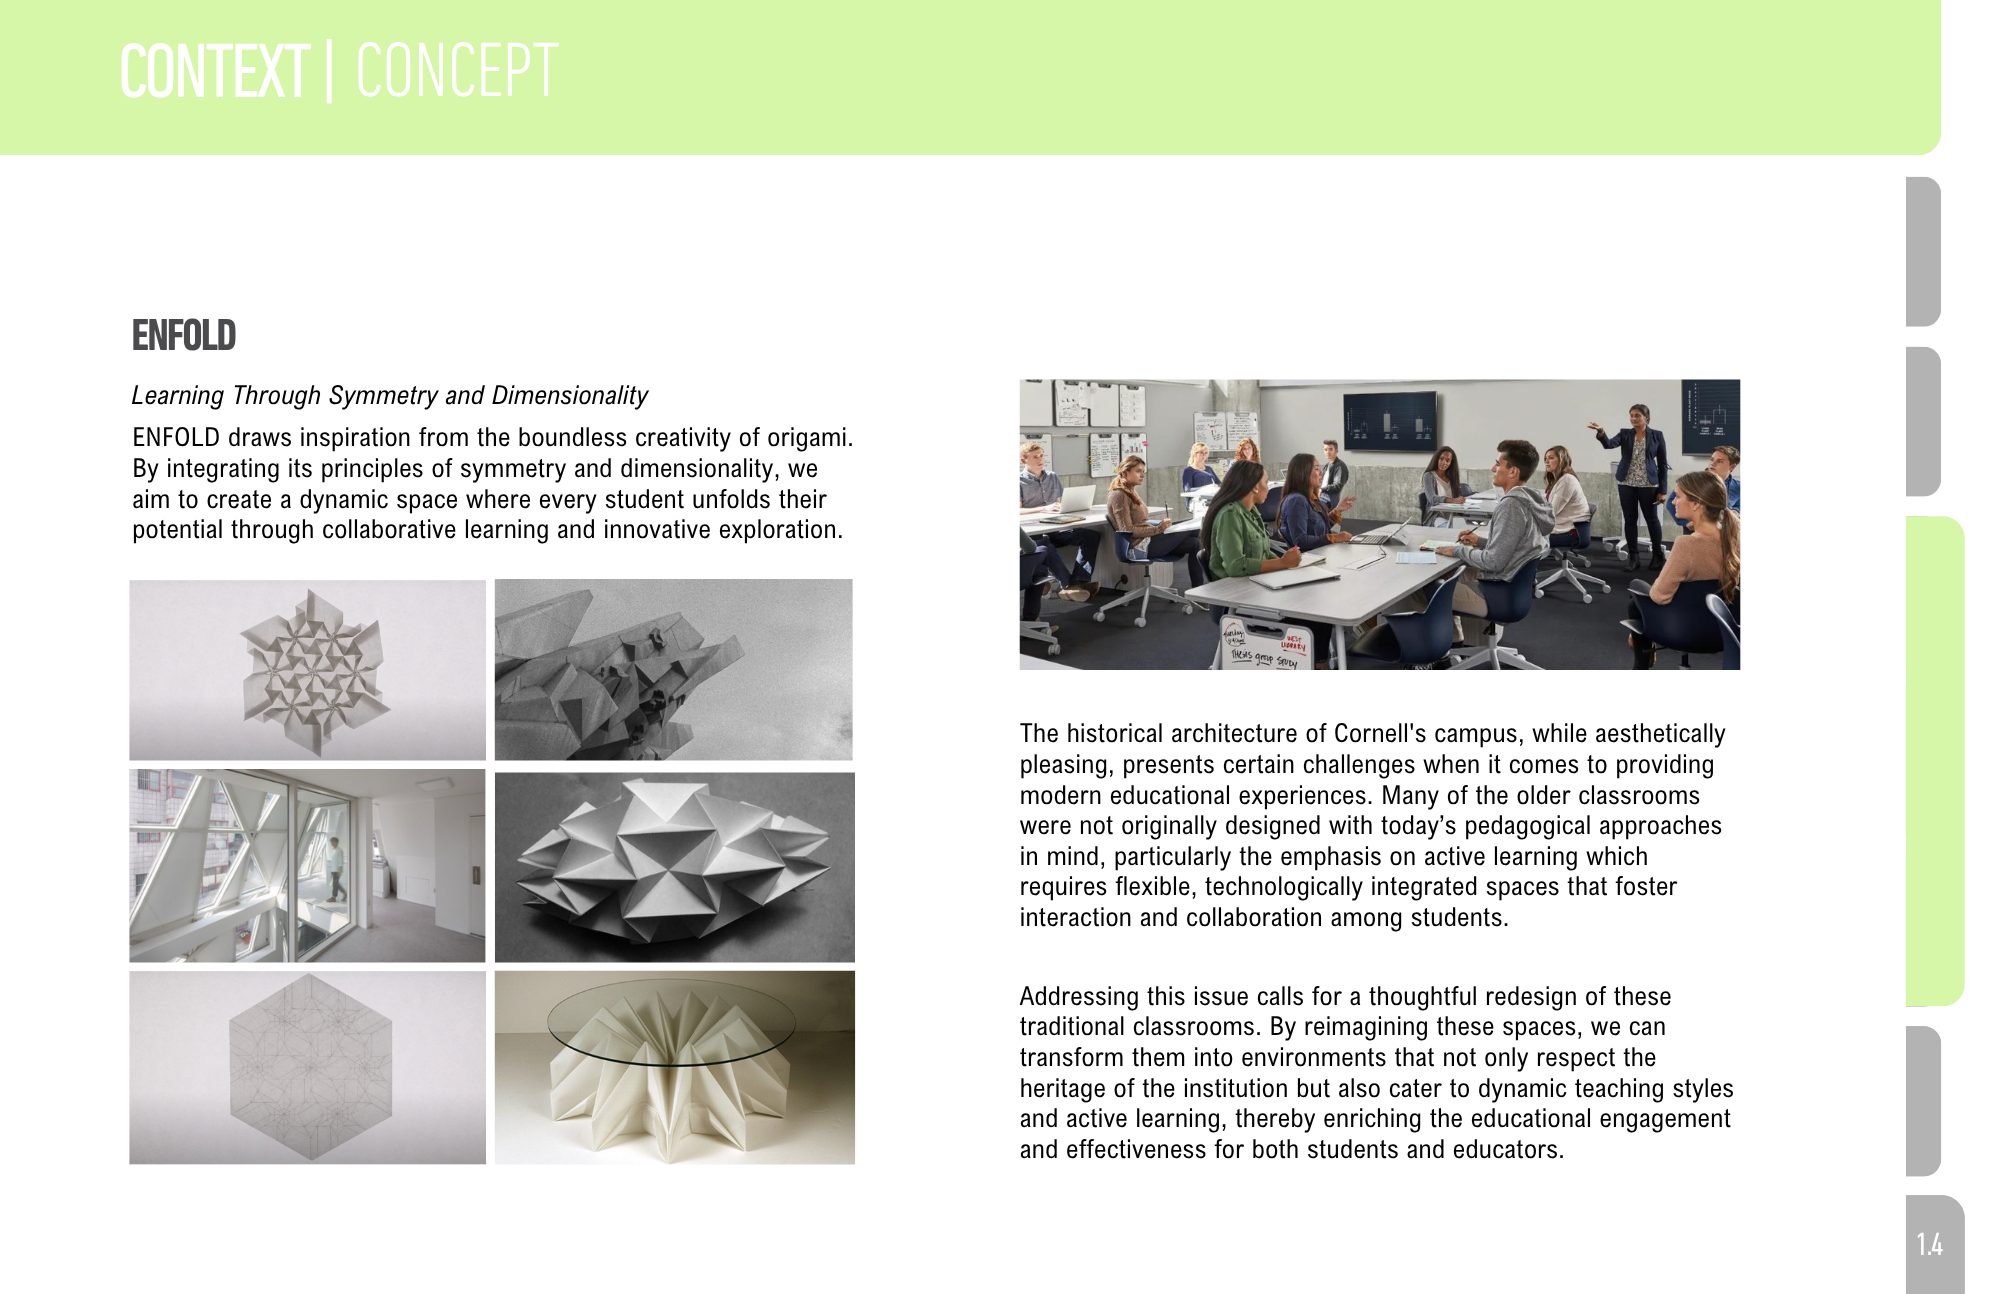 CONTEXT | CONCEPT
ENFOLD
Learning Through Symmetry and Dimensionality
ENFOLD draws inspiration from the boundless creativity of origami.
By integrating its principles of symmetry and dimensionality, we
aim to create a dynamic space where every student unfolds their
potential through collaborative learning and innovative exploration.
THESIS group STUDY
WEST
LIBRARY
The historical architecture of Cornell's campus, while aesthetically
pleasing, presents certain challenges when it comes to providing
modern educational experiences. Many of the older classrooms
were not originally designed with today’s pedagogical approaches
in mind, particularly the emphasis on active learning which
requires flexible, technologically integrated spaces that foster
interaction and collaboration among students.
Addressing this issue calls for a thoughtful redesign of these
traditional classrooms. By reimagining these spaces, we can
transform them into environments that not only respect the
heritage of the institution but also cater to dynamic teaching styles
and active learning, thereby enriching the educational engagement
and effectiveness for both students and educators.
1.4